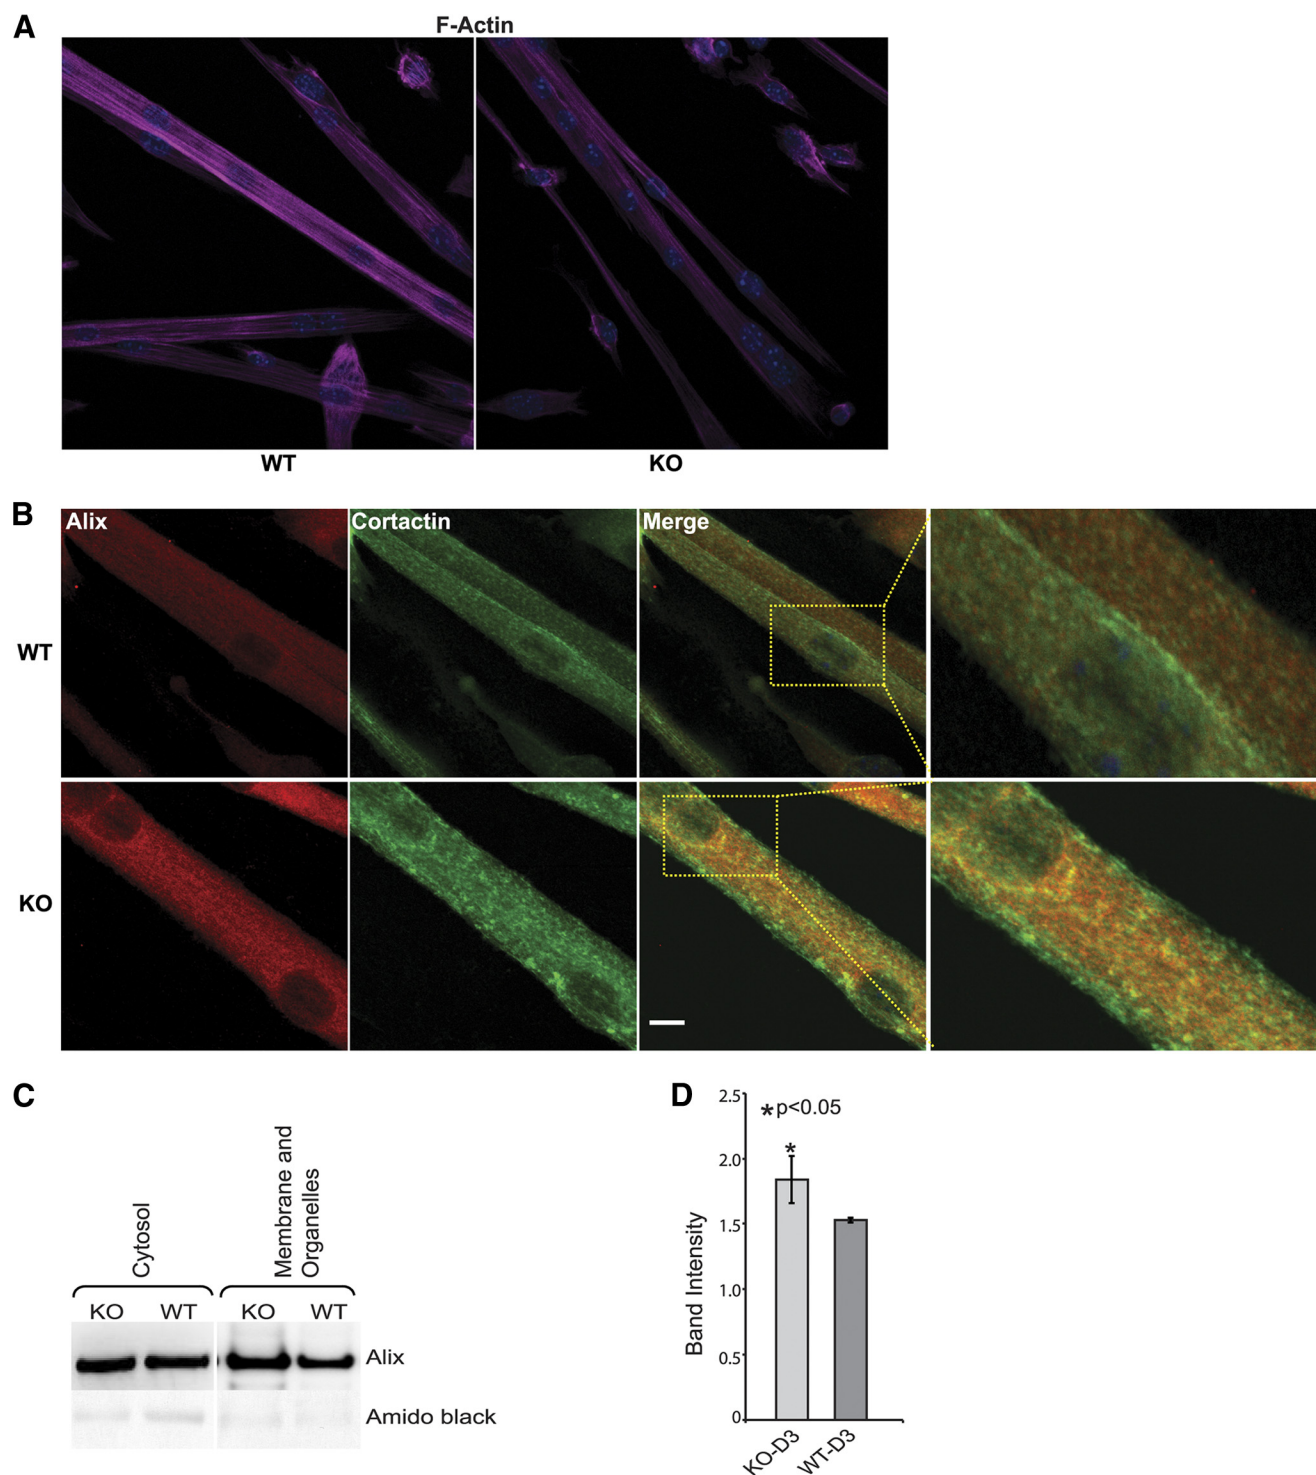 A
F-Actin
WT
KO
B
Alix
Cortactin
Merge
WT
KO
C
Cytosol
Membrane and
Organelles
KO
WT
KO
WT
Alix
Amido black
D
*p<0.05
*
Band Intensity
2.5
2.0
1.5
1.0
0.5
0
KO-D3
WT-D3